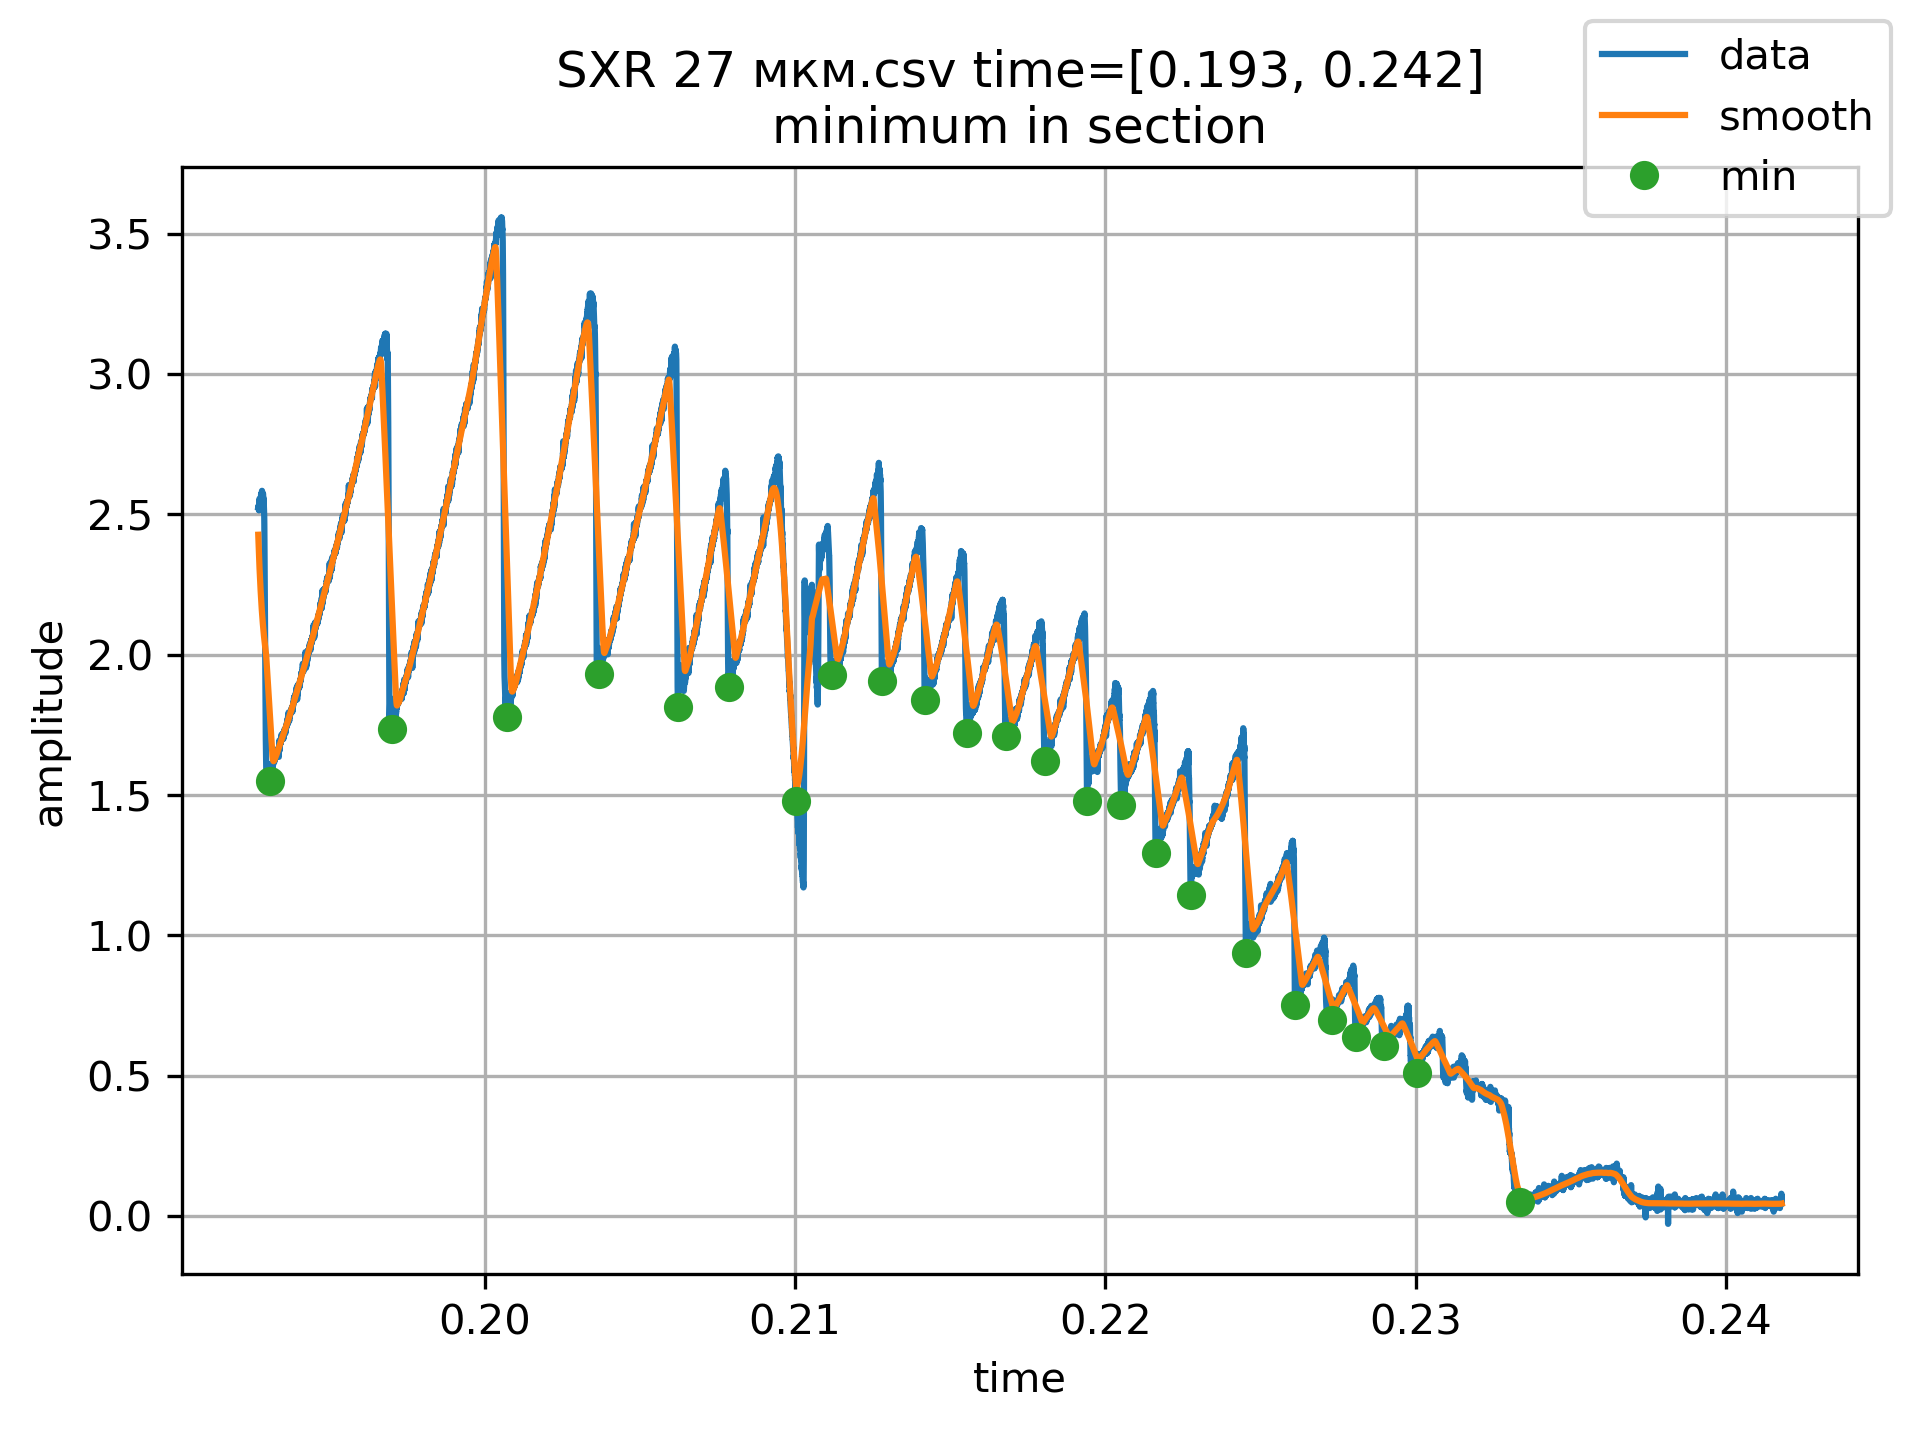 SXR 27 мкм.csv time=[0.193, 0.242]
minimum in section
data
smooth
min
amplitude
3.5
3.0
2.5
2.0
1.5
1.0
0.5
0.0
0.20
0.21
0.22
0.23
0.24
time